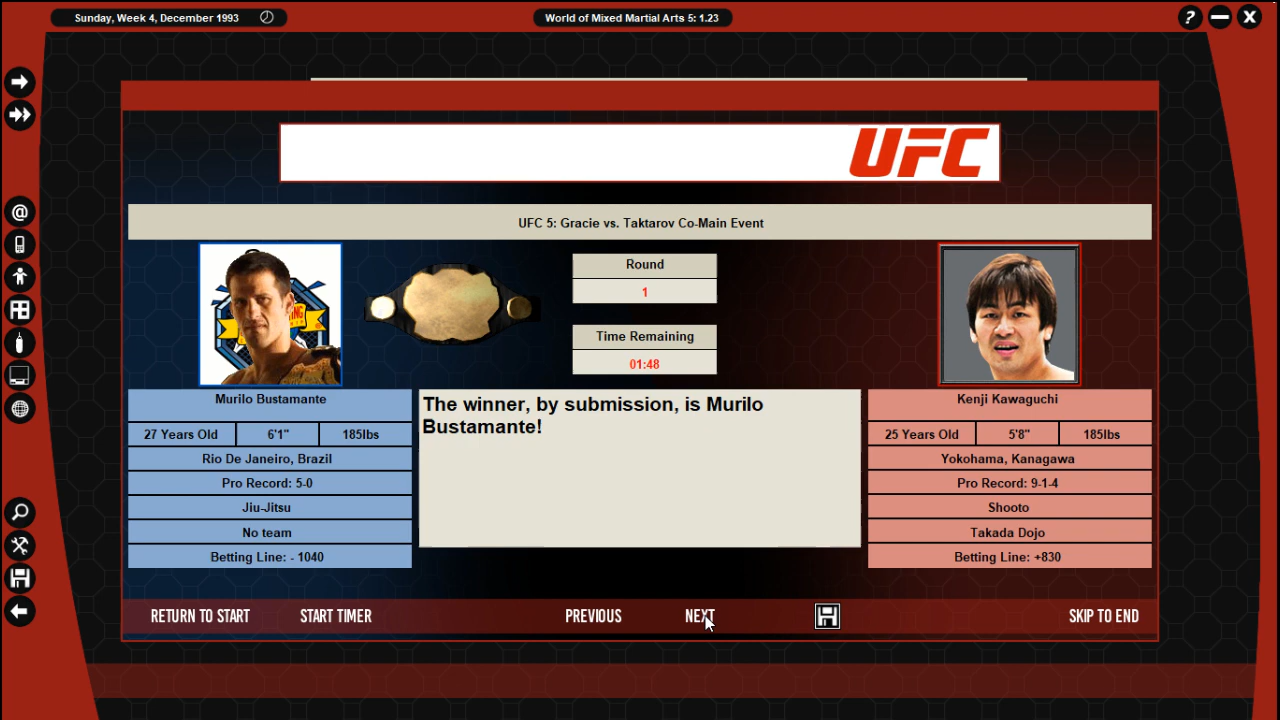 Sunday, Week 4, December 1993
World of Mixed Martial Arts 5: 1.23
?
X
UFC
UFC 5: Gracie vs. Taktarov Co-Main Event
Round
1
Time Remaining
01:48
Murilo Bustamante
27 Years Old
6'1"
185lbs
Rio De Janeiro, Brazil
Pro Record: 5-0
Jiu-Jitsu
No team
Betting Line: - 1040
The winner, by submission, is Murilo
Bustamante!
Kenji Kawaguchi
25 Years Old
5'8"
185lbs
Yokohama, Kanagawa
Pro Record: 9-1-4
Shooto
Takada Dojo
Betting Line: +830
@
RETURN TO START
START TIMER
PREVIOUS
NEXT
SKIP TO END